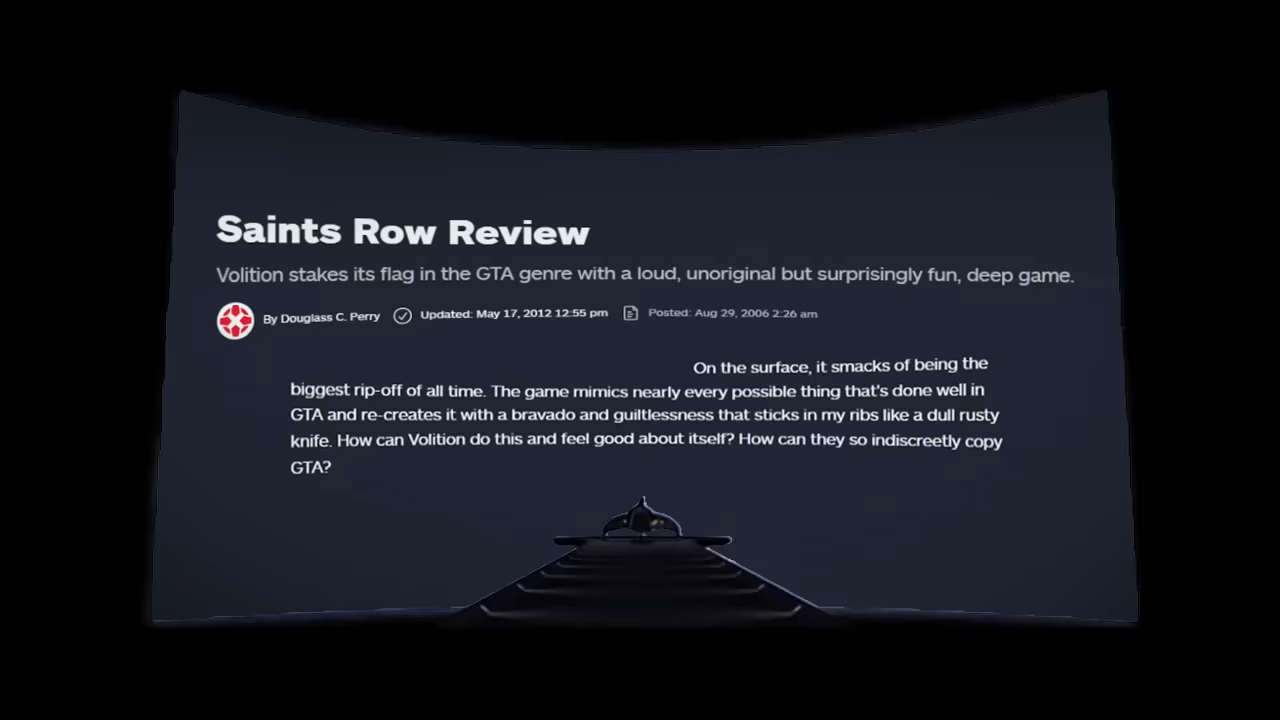 Saints Row Review
Volition stakes its flag in the GTA genre with a loud, unoriginal but surprisingly fun, deep game.
By Douglass C. Perry Updated: May 17, 2012 12:55 pm Posted: Aug 29, 2006 2:26 am
On the surface, it smacks of being the
biggest rip-off of all time. The game mimics nearly every possible thing that's done well in
GTA and re-creates it with a bravado and guiltlessness that sticks in my ribs like a dull rusty
knife. How can Volition do this and feel good about itself? How can they so indiscreetly copy
GTA?